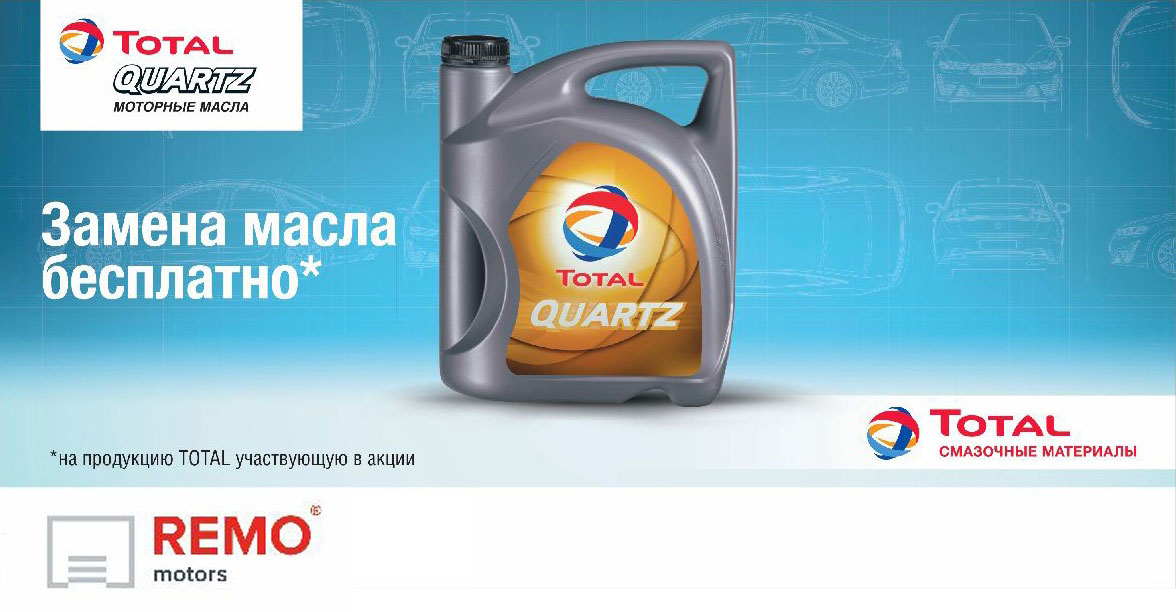 TOTAL
QUARTZ
МОТОРНЫЕ МАСЛА
Замена масла
бесплатно*
TOTAL
QUARTZ
*на продукцию TOTAL участвующую в акции
TOTAL
СМАЗОЧНЫЕ МАТЕРИАЛЫ
REMO®
motors